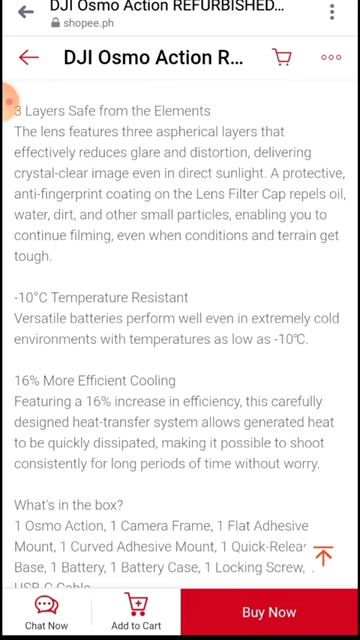 DJI Osmo Action REFURBISHED...
shopee.ph
DJI Osmo Action R...
3 Layers Safe from the Elements
The lens features three aspherical layers that
effectively reduces glare and distortion, delivering
crystal-clear image even in direct sunlight. A protective,
anti-fingerprint coating on the Lens Filter Cap repels oil,
water, dirt, and other small particles, enabling you to
continue filming, even when conditions and terrain get
tough.
-10°C Temperature Resistant
Versatile batteries perform well even in extremely cold
environments with temperatures as low as -10℃.
16% More Efficient Cooling
Featuring a 16% increase in efficiency, this carefully
designed heat-transfer system allows generated heat
to be quickly dissipated, making it possible to shoot
consistently for long periods of time without worry.
What's in the box?
1 Osmo Action, 1 Camera Frame, 1 Flat Adhesive
Mount, 1 Curved Adhesive Mount, 1 Quick-Relea
Base, 1 Battery, 1 Battery Case, 1 Locking Screw,
USB-C Cable
Chat Now
Add to Cart
Buy Now